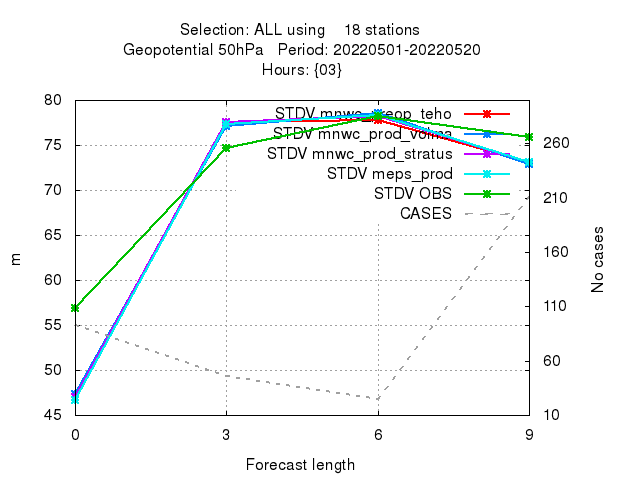 Selection: ALL using 18 stations
Geopotential 50hPa Period: 20220501-20220520
Hours: {03}
80
75
70
65
60
55
50
45
m
STDV
STDV
STDV mnwc_prod_stratus
STDV meps_prod
STDV OBS
CASES
260
210
160
110
60
10
No cases
0 3 6 9
Forecast length